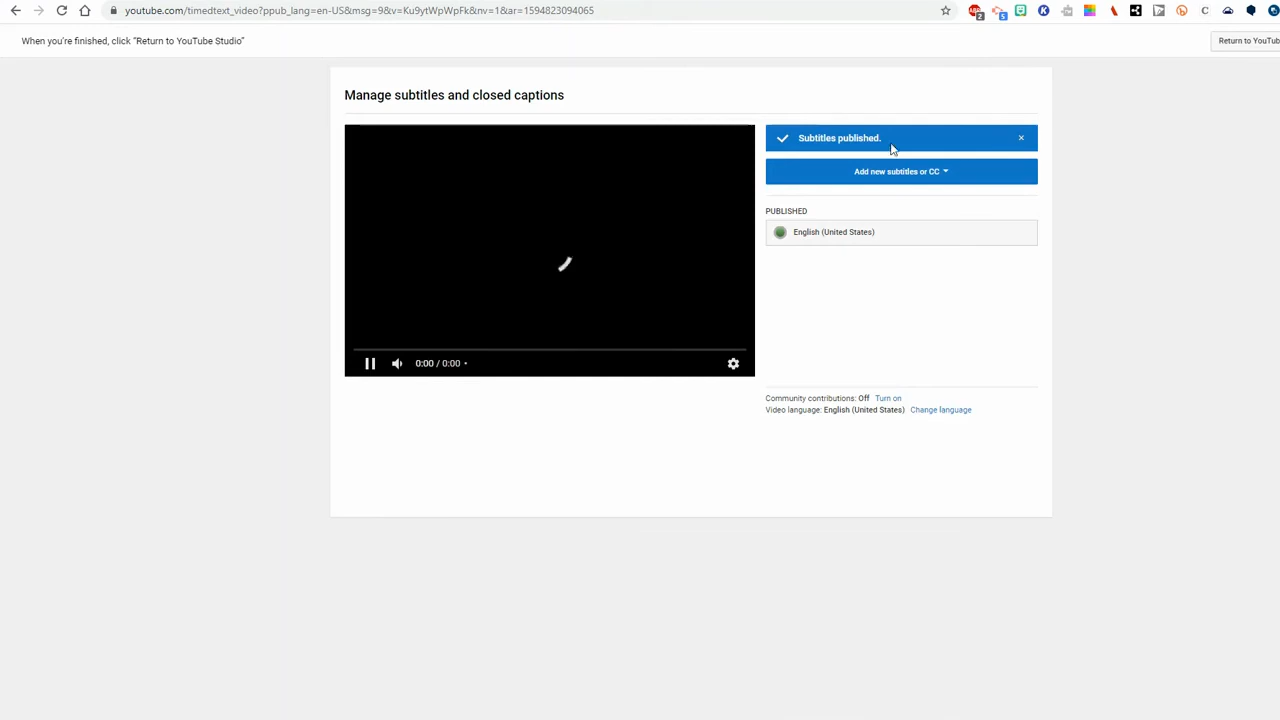 youtube.com/timedtext_video?ppub_lang=en-US&msg=9&v=Ku9ytWpWpFk&nv=1&ar=1594823094065
2
5
When you're finished, click "Return to YouTube Studio"
Return to YouTub
Manage subtitles and closed captions
Subtitles published.
Add new subtitles or CC
PUBLISHED
English (United States)
0:00 / 0:00
Community contributions: Off Turn on
Video language: English (United States) Change language